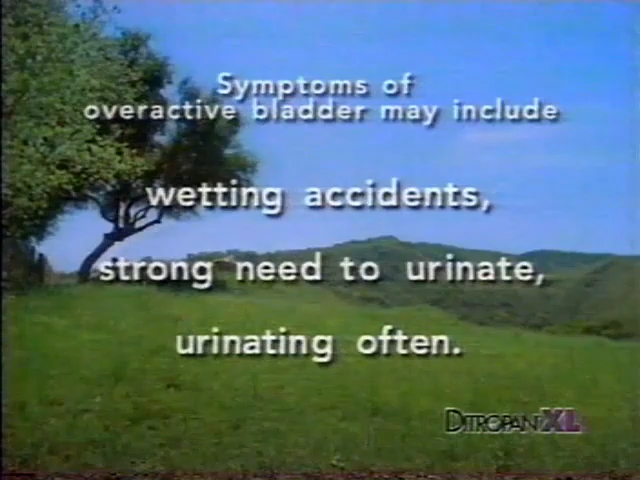 Symptoms of
overactive bladder may include
wetting accidents,
strong need to urinate,
urinating often.
DITROPAN XL